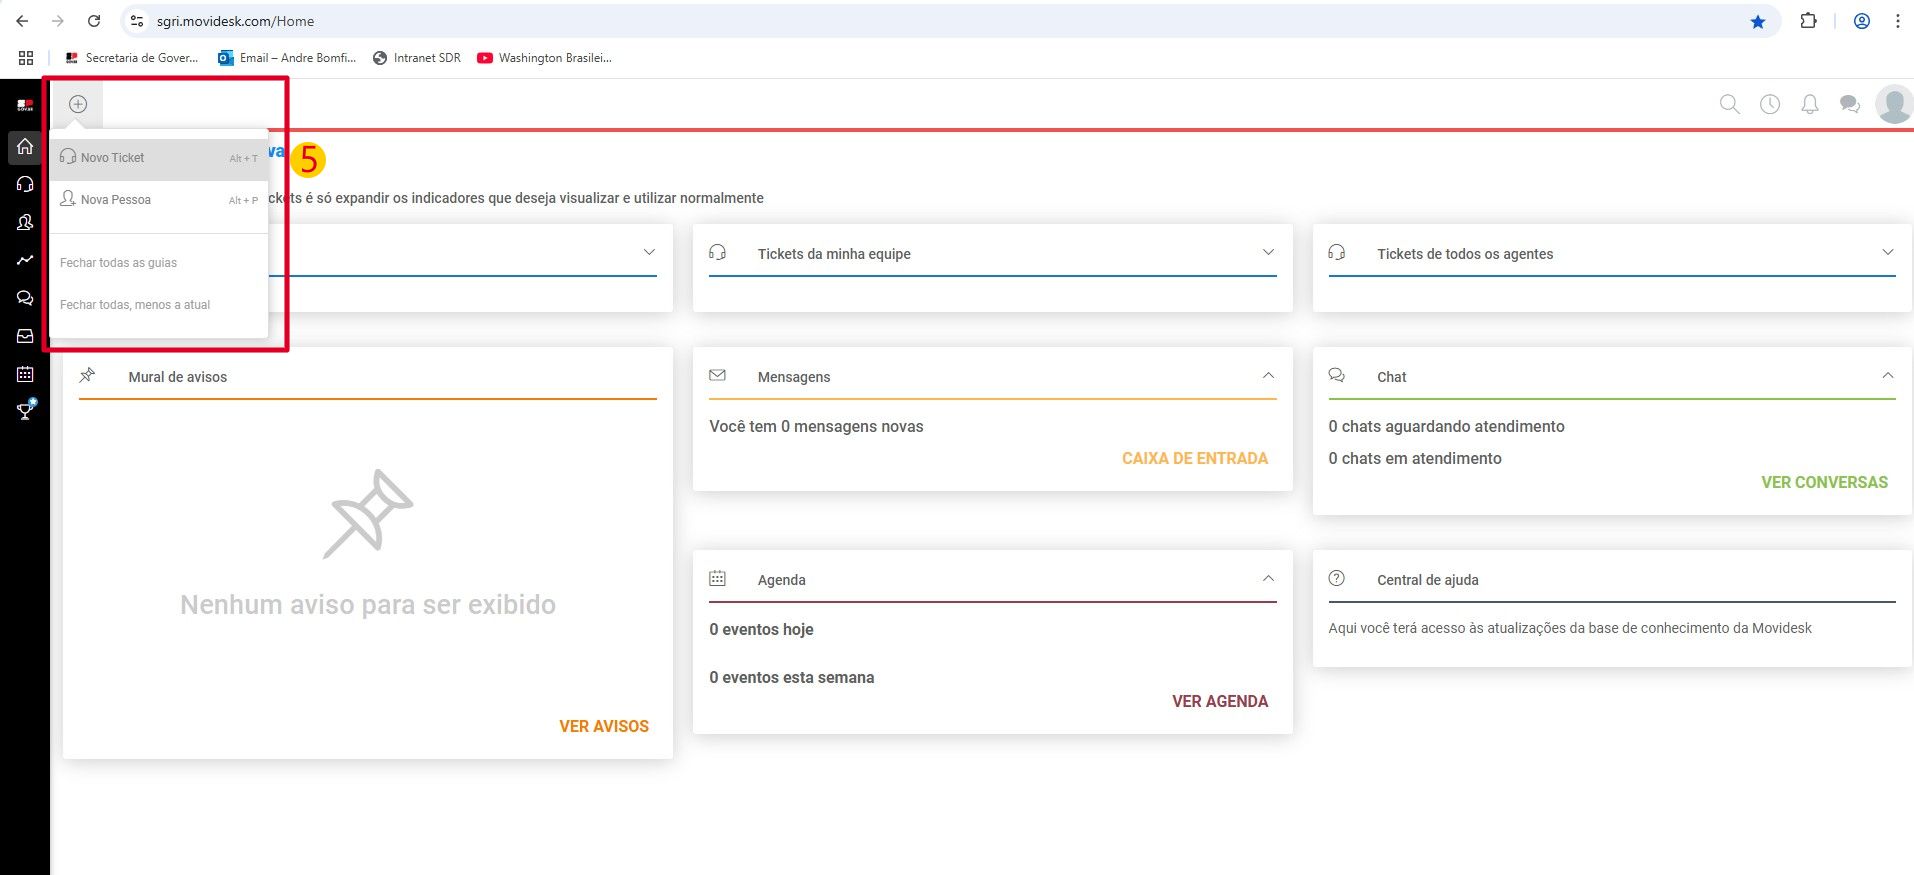 sgri.movidesk.com/Home
Secretaria de Gover...
Email – Andre Bomfi...
Intranet SDR
Washington Brasilei...
Novo Ticket Alt + T
5
Nova Pessoa Alt + P
ckets é só expandir os indicadores que deseja visualizar e utilizar normalmente
Fechar todas as guias
Fechar todas, menos a atual
Tickets da minha equipe
Tickets de todos os agentes
Mural de avisos
Nenhum aviso para ser exibido
VER AVISOS
Mensagens
Você tem 0 mensagens novas
CAIXA DE ENTRADA
Chat
0 chats aguardando atendimento
0 chats em atendimento
VER CONVERSAS
Agenda
0 eventos hoje
0 eventos esta semana
VER AGENDA
Central de ajuda
Aqui você terá acesso às atualizações da base de conhecimento da Movidesk